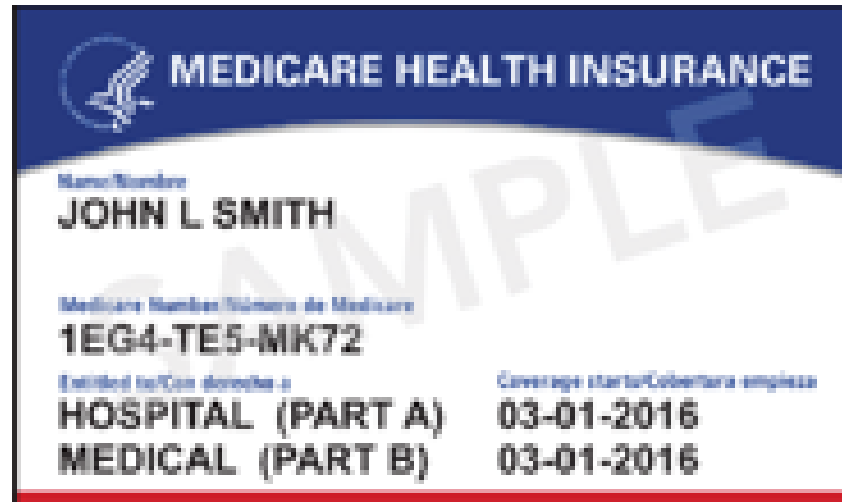 MEDICARE HEALTH INSURANCE
Name/Nombre
JOHN L SMITH
Medicare Number/Número de Medicare
1EG4-TE5-MK72
Entitled to/Con derecho a
Coverage starts/Cobertura empieza
HOSPITAL (PART A) 03-01-2016
MEDICAL (PART B) 03-01-2016
SAMPLE